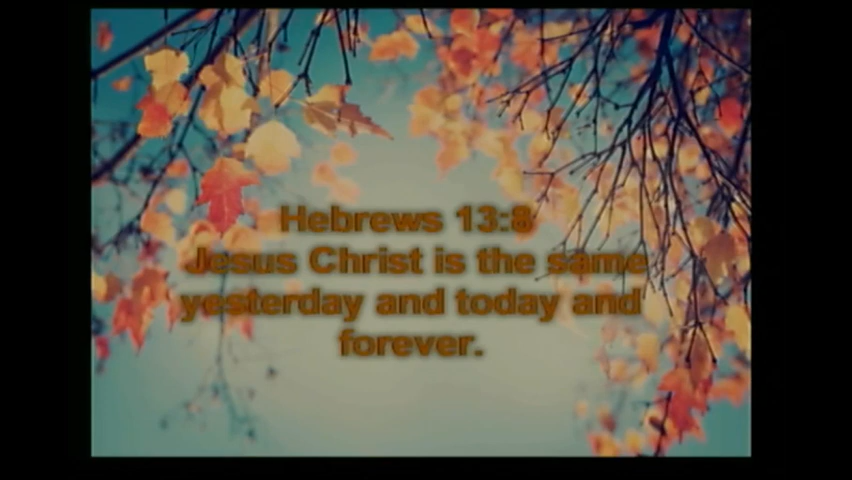 Hebrews 13:8
Jesus Christ is the same
yesterday and today and
forever.